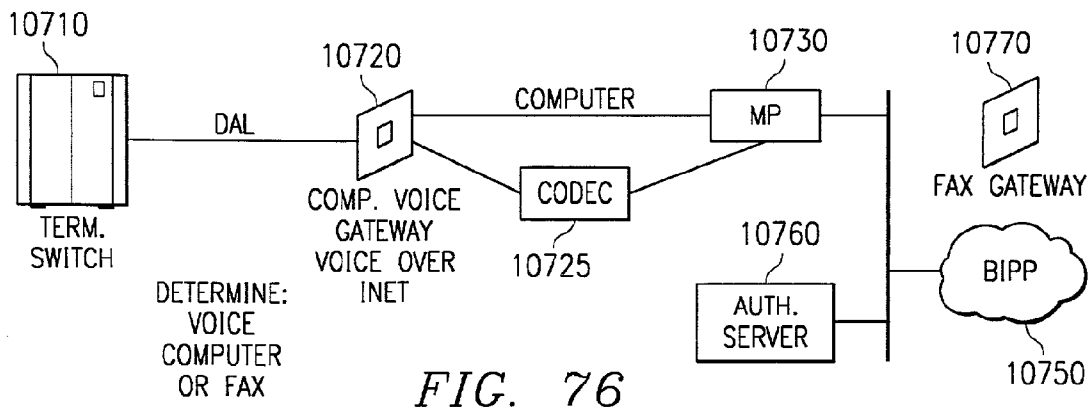 10710
10720
10730
10770
COMPUTER
DAL
MP
TERM.
SWITCH
COMP. VOICE
GATEWAY
VOICE OVER
INET
CODEC
10725
FAX GATEWAY
10760
AUTH.
SERVER
BIPP
10750
DETERMINE:
VOICE
COMPUTER
OR FAX
FIG. 76